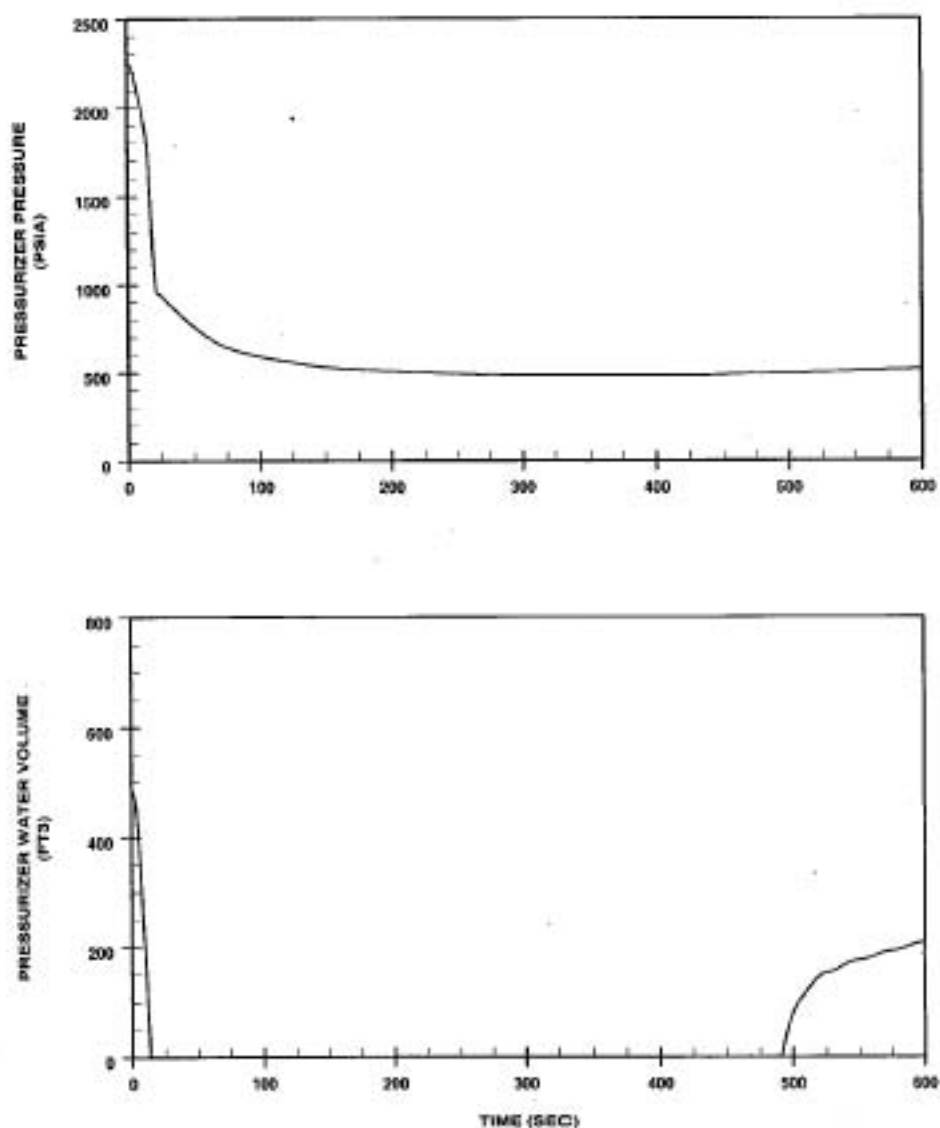 2500
2000
1500
1000
500
0
PRESSURIZER PRESSURE
(PSIA)
0 100 200 300 400 500 600
800
600
400
200
0
PRESSURIZER WATER VOLUME
(FT3)
0 100 200 300 400 500 600
TIME (SEC)